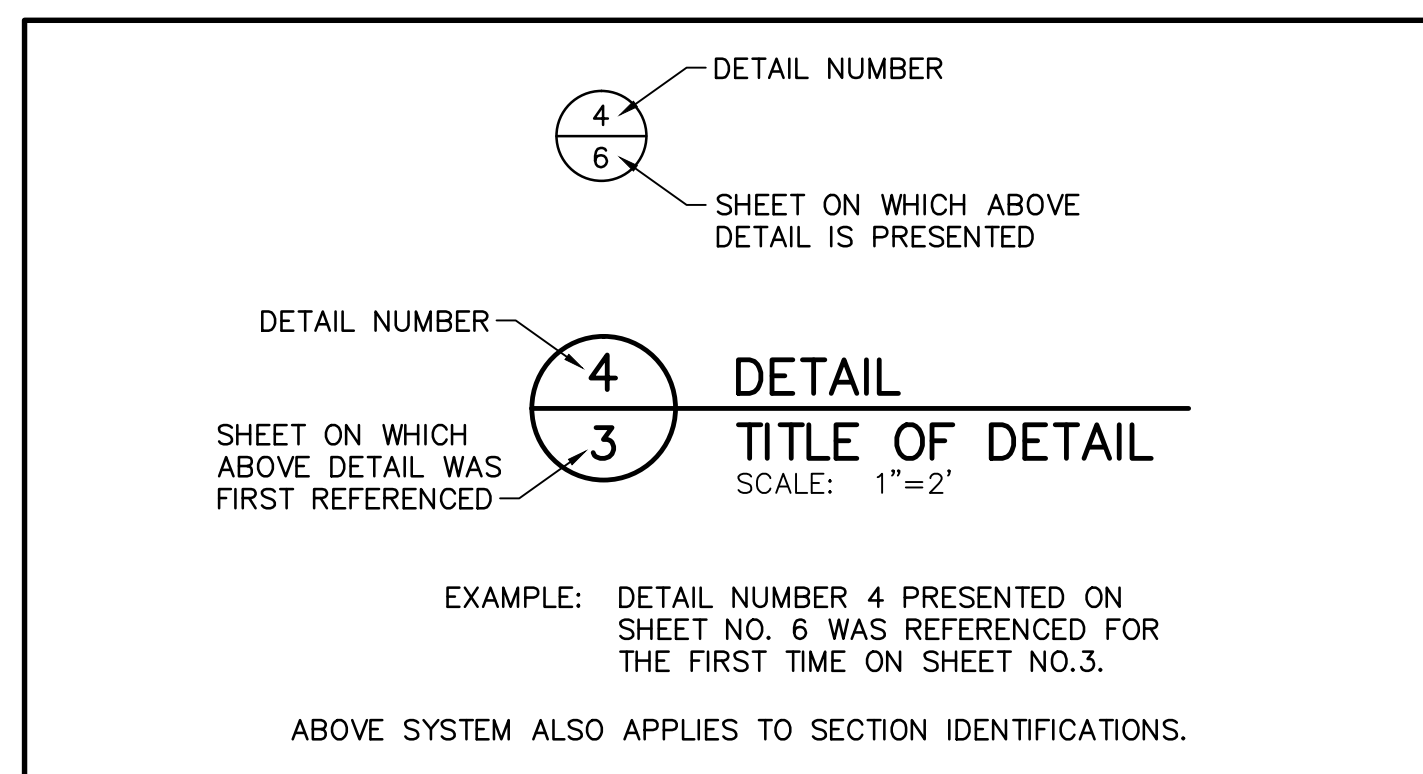 DETAIL NUMBER
4
6
SHEET ON WHICH ABOVE
DETAIL IS PRESENTED
DETAIL NUMBER
4
DETAIL
SHEET ON WHICH
ABOVE DETAIL WAS
FIRST REFERENCED
3
TITLE OF DETAIL
SCALE: 1"=2'
EXAMPLE: DETAIL NUMBER 4 PRESENTED ON
SHEET NO. 6 WAS REFERENCED FOR
THE FIRST TIME ON SHEET NO.3.
ABOVE SYSTEM ALSO APPLIES TO SECTION IDENTIFICATIONS.